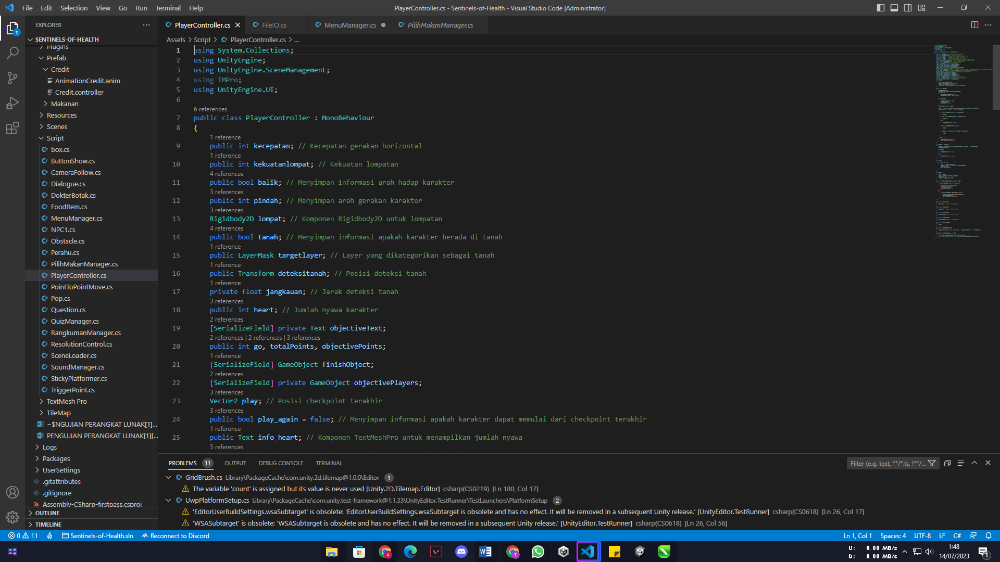 File Edit Selection View Go Run Terminal Help
PlayerController.cs - Sentinels-of-Health - Visual Studio Code [Administrator]
EXPLORER
SENTINELS-OF-HEALTH
Plugins
Prefab
Credit
AnimationCredit.anim
Credit.controller
Makanan
Resources
Scenes
Script
box.cs
ButtonShow.cs
CameraFollow.cs
Dialogue.cs
DokterBotak.cs
FoodItem.cs
MenuManager.cs
NPC1.cs
Obstacle.cs
Perahu.cs
PilihMakanManager.cs
PlayerController.cs
PointToPointMove.cs
Pop.cs
Question.cs
QuizManager.cs
RangkumanManager.cs
ResolutionControl.cs
SceneLoader.cs
SoundManager.cs
StickyPlatformer.cs
TriggerPoint.cs
TextMesh Pro
TileMap
~$NGUJIAN PERANGKAT LUNAK[1]...
PENGUJIAN PERANGKAT LUNAK[1][...
Logs
Packages
UserSettings
.gitattributes
.gitignore
Assembly-CSharp-firstpass.csproj
OUTLINE
TIMELINE
PlayerController.cs FileIO.cs MenuManager.cs PilihMakanManager.cs
Assets > Script > PlayerController.cs > ...
1 using System.Collections;
2 using UnityEngine;
3 using UnityEngine.SceneManagement;
4 using TMPro;
5 using UnityEngine.UI;
6
6 references
7 public class PlayerController : MonoBehaviour
8 {
1 reference
9 public int kecepatan; // Kecepatan gerakan horizontal
1 reference
10 public int kekuatanlompat; // Kekuatan lompatan
4 references
11 public bool balik; // Menyimpan informasi arah hadap karakter
3 references
12 public int pindah; // Menyimpan arah gerakan karakter
3 references
13 Rigidbody2D lompat; // Komponen Rigidbody2D untuk lompatan
4 references
14 public bool tanah; // Menyimpan informasi apakah karakter berada di tanah
1 reference
15 public LayerMask targetlayer; // Layer yang dikategorikan sebagai tanah
1 reference
16 public Transform deteksitanah; // Posisi deteksi tanah
1 reference
17 private float jangkauan; // Jarak deteksi tanah
3 references
18 public int heart; // Jumlah nyawa karakter
2 references
19 [SerializeField] private Text objectiveText;
2 references | 2 references | 3 references
20 public int go, totalPoints, objectivePoints;
1 reference
21 [SerializeField] GameObject finishObject;
2 references
22 [SerializeField] private GameObject objectivePlayers;
3 references
23 Vector2 play; // Posisi checkpoint terakhir
3 references
24 public bool play_again = false; // Menyimpan informasi apakah karakter dapat memulai dari checkpoint terakhir
1 reference
25 public Text info_heart; // Komponen TextMeshPro untuk menampilkan jumlah nyawa
5 references
PROBLEMS 11 OUTPUT DEBUG CONSOLE TERMINAL
Filter (e.g. text, **/*.ts, !**/...
GridBrush.cs Library\PackageCache\com.unity.2d.tilemap@1.0.0\Editor 1
The variable 'count' is assigned but its value is never used [Unity.2D.Tilemap.Editor] csharp(CS0219) [Ln 180, Col 17]
UwpPlatformSetup.cs Library\PackageCache\com.unity.test-framework@1.1.33\UnityEditor.TestRunner\TestLaunchers\PlatformSetup 2
'EditorUserBuildSettings.wsaSubtarget' is obsolete: 'EditorUserBuildSettings.wsaSubtarget is obsolete and has no effect. It will be removed in a subsequent Unity release.' [UnityEditor.TestRunner] csharp(CS0618) [Ln 26, Col 17]
'WSASubtarget' is obsolete: 'WSASubtarget is obsolete and has no effect. It will be removed in a subsequent Unity release.' [UnityEditor.TestRunner] csharp(CS0618) [Ln 26, Col 56]
0 11 Sentinels-of-Health.sln Reconnect to Discord
Ln 1, Col 1 Spaces: 4 UTF-8 LF C#
U: 0.00 MB/s
D: 0.00 MB/s
1:48
14/07/2023